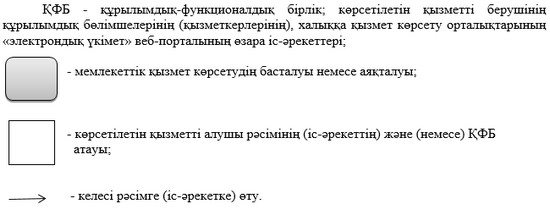 ҚФБ - құрылымдық-функционалдық бірлік; көрсетілетін қызметті берушінің
құрылымдық бөлімшелерінің (қызметкерлерінің), халыққа қызмет көрсету орталықтарының
«электрондық үкімет» веб-порталының өзара іс-әрекеттері;
- мемлекеттік қызмет көрсетудің басталуы немесе аяқталуы;
- көрсетілетін қызметті алушы рәсімінің (іс-әрекеттің) және (немесе) ҚФБ
атауы;
- келесі рәсімге (іс-әрекетке) өту.